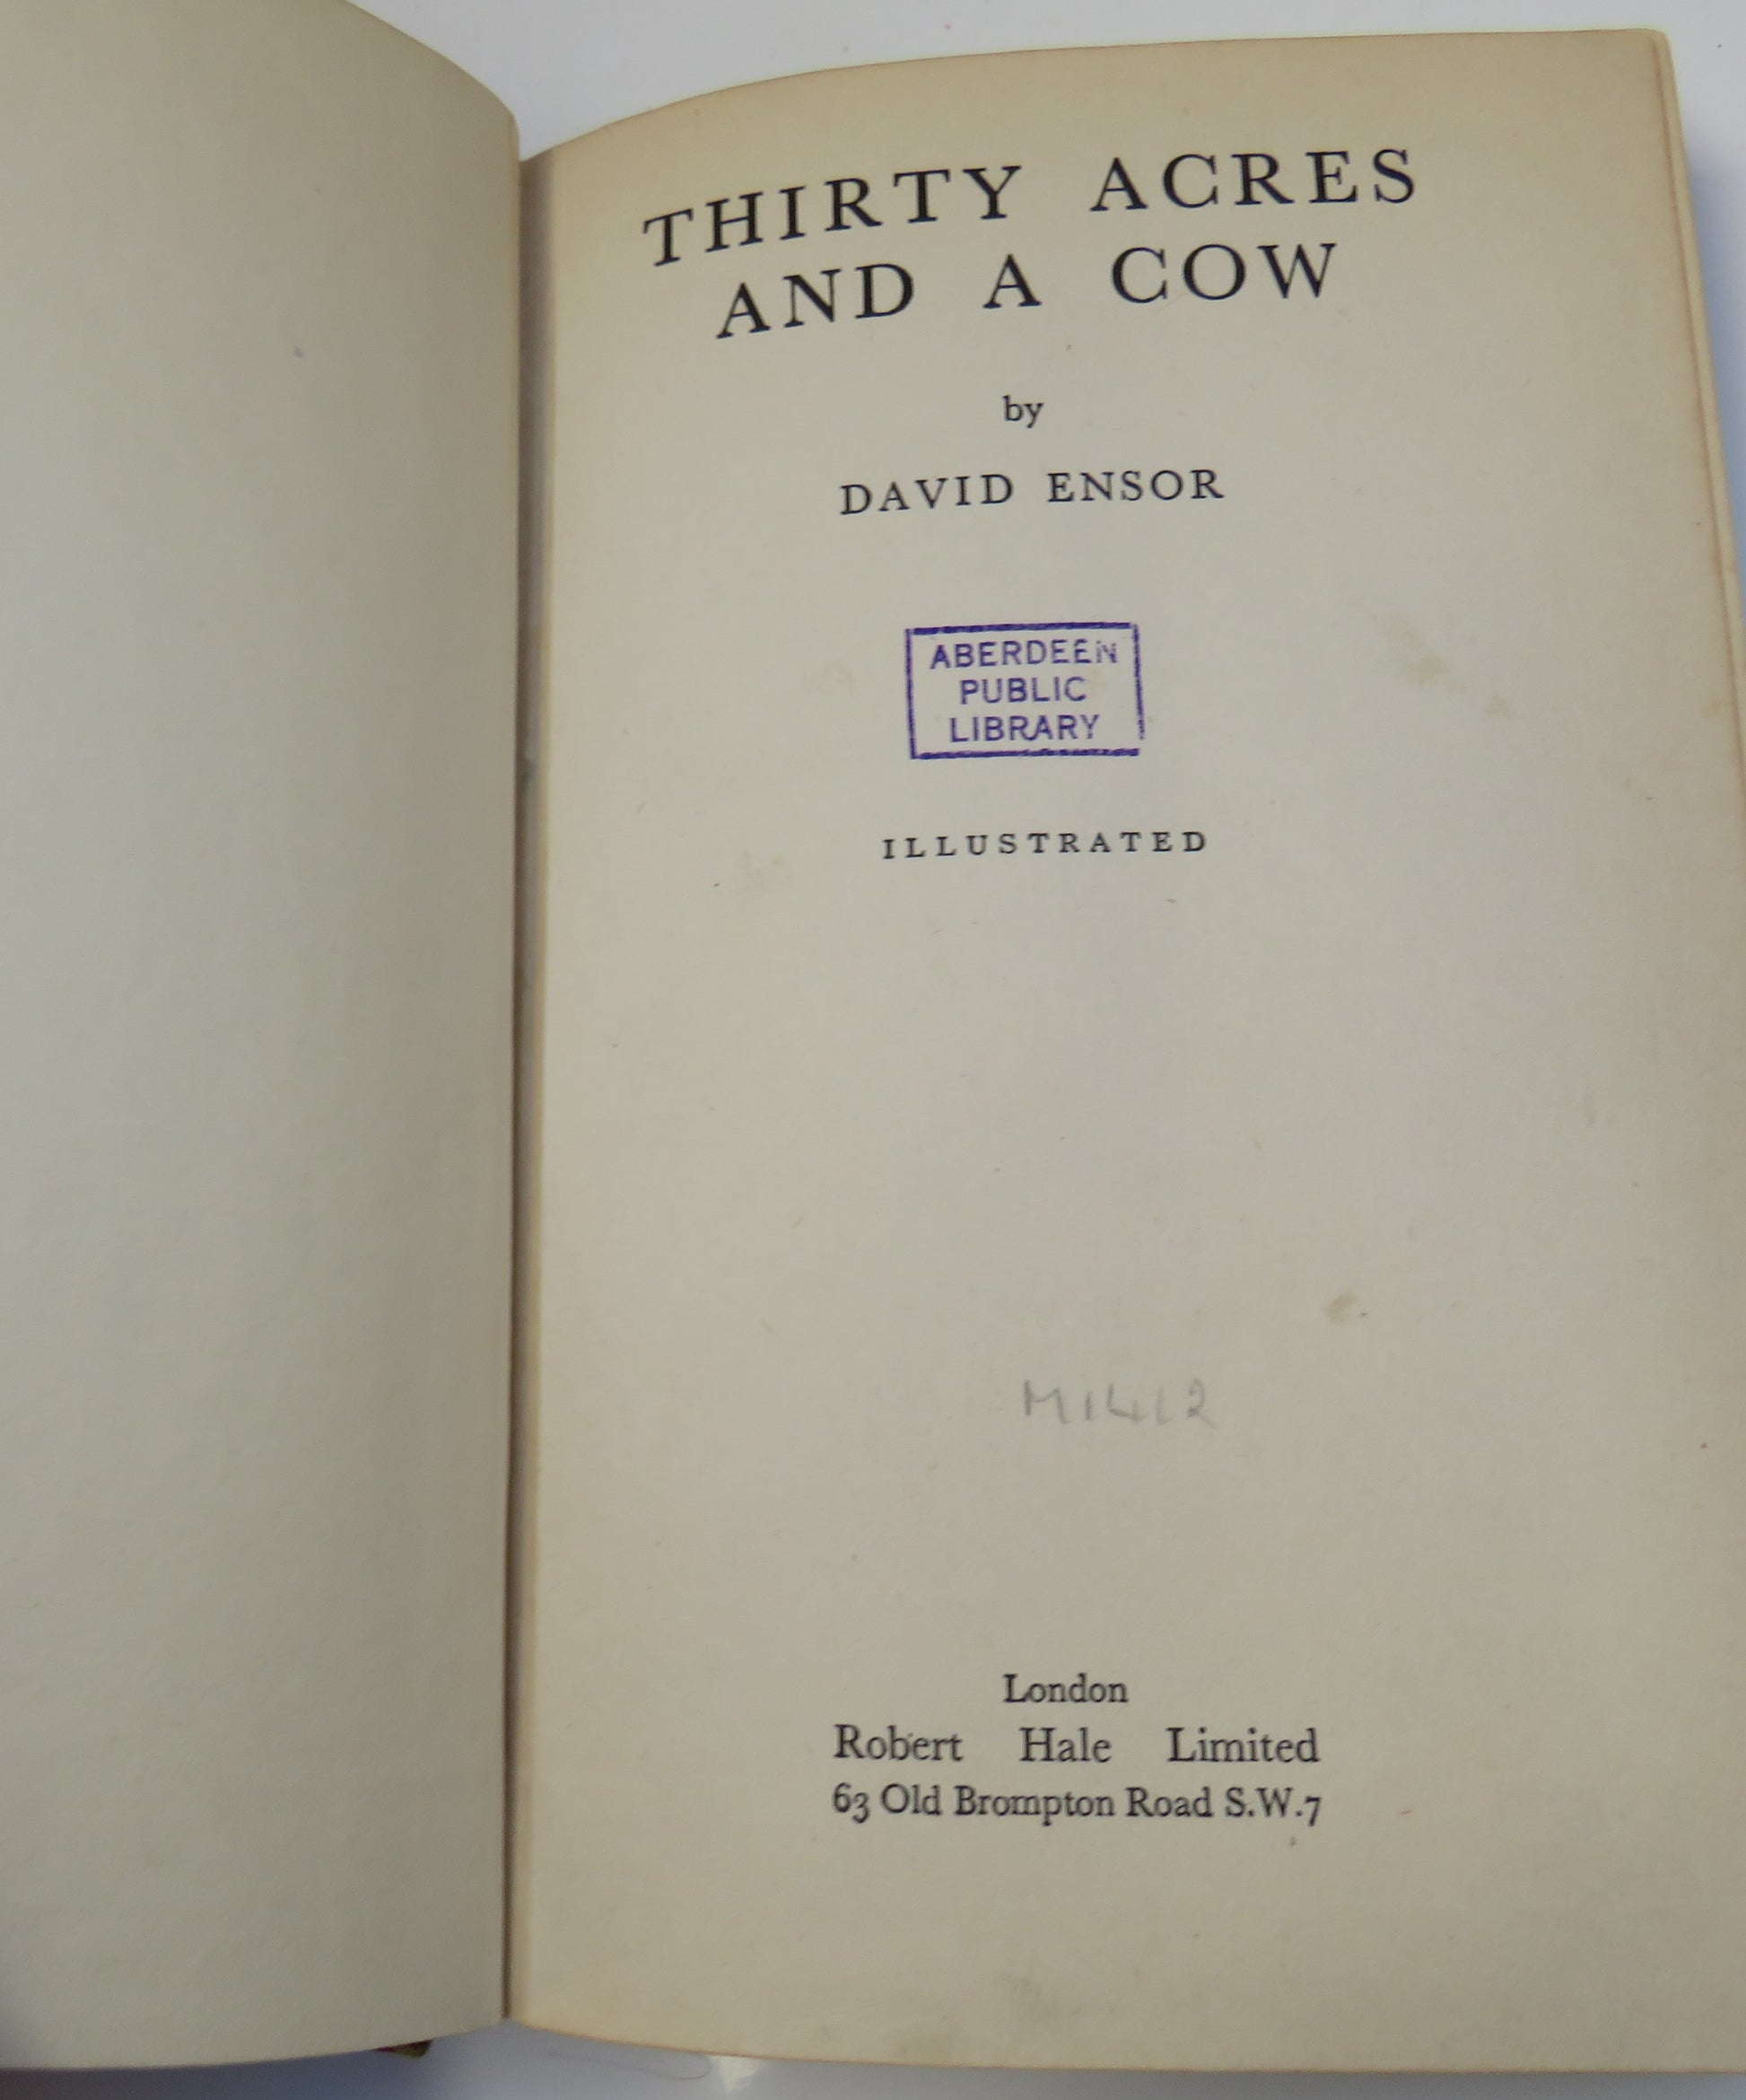 THIRTY ACRES
AND A COW
by
DAVID ENSOR
ABERDEEN
PUBLIC
LIBRARY
ILLUSTRATED
M1412
London
Robert Hale Limited
63 Old Brompton Road S.W.7